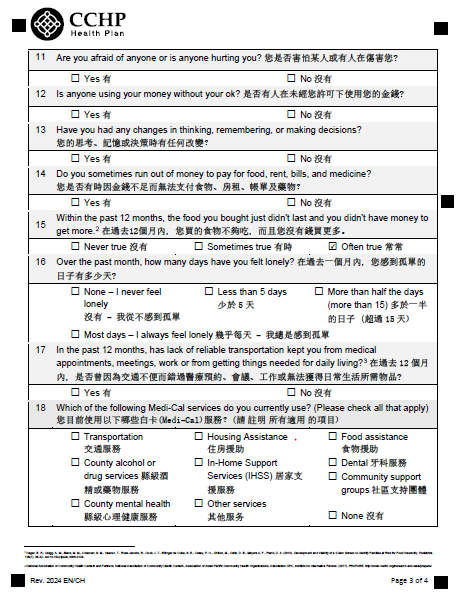 CCHP
Health Plan
11 Are you afraid of anyone or is anyone hurting you? 您是否害怕某人或有人在傷害您?
☐ Yes 有 ☐ No 沒有
12 Is anyone using your money without your ok? 是否有人在未經您許可下使用您的金錢?
☐ Yes 有 ☐ No 沒有
13 Have you had any changes in thinking, remembering, or making decisions?
您的思考、記憶或決策時有任何改變?
☐ Yes 有 ☐ No 沒有
14 Do you sometimes run out of money to pay for food, rent, bills, and medicine?
您是否有時因金錢不足而無法支付食物、房租、帳單及藥物?
☐ Yes 有 ☐ No 沒有
15 Within the past 12 months, the food you bought just didn't last and you didn't have money to
get more.² 在過去12個月內, 您買的食物不夠吃, 而且您沒有錢買更多。
☐ Never true 沒有 ☐ Sometimes true 有時 ☑ Often true 常常
16 Over the past month, how many days have you felt lonely? 在過去一個月內, 您感到孤單的
日子有多少天?
☐ None – I never feel ☐ Less than 5 days ☐ More than half the days
lonely 少於 5 天 (more than 15) 多於一半
沒有 – 我從不感到孤單 的日子 (超過 15 天)
☐ Most days – I always feel lonely 幾乎每天 – 我總是感到孤單
17 In the past 12 months, has lack of reliable transportation kept you from medical
appointments, meetings, work or from getting things needed for daily living?³ 在過去 12 個月
內, 是否曾因為交通不便而錯過醫療預約、會議、工作或無法獲得日常生活所需物品?
☐ Yes 有 ☐ No 沒有
18 Which of the following Medi-Cal services do you currently use? (Please check all that apply)
您目前使用以下哪些白卡(Medi-Cal)服務? (請 註明 所有適用 的項目)
☐ Transportation ☐ Housing Assistance , ☐ Food assistance
交通服務 住房援助 食物援助
☐ County alcohol or ☐ In-Home Support ☐ Dental 牙科服務
drug services 縣級酒 Services (IHSS) 居家支 ☐ Community support
精或藥物服務 援服務 groups 社區支持團體
☐ County mental health ☐ Other services
縣級心理健康服務 其他服务 ☐ None 沒有
Rev. 2024 EN/CH Page 3 of 4